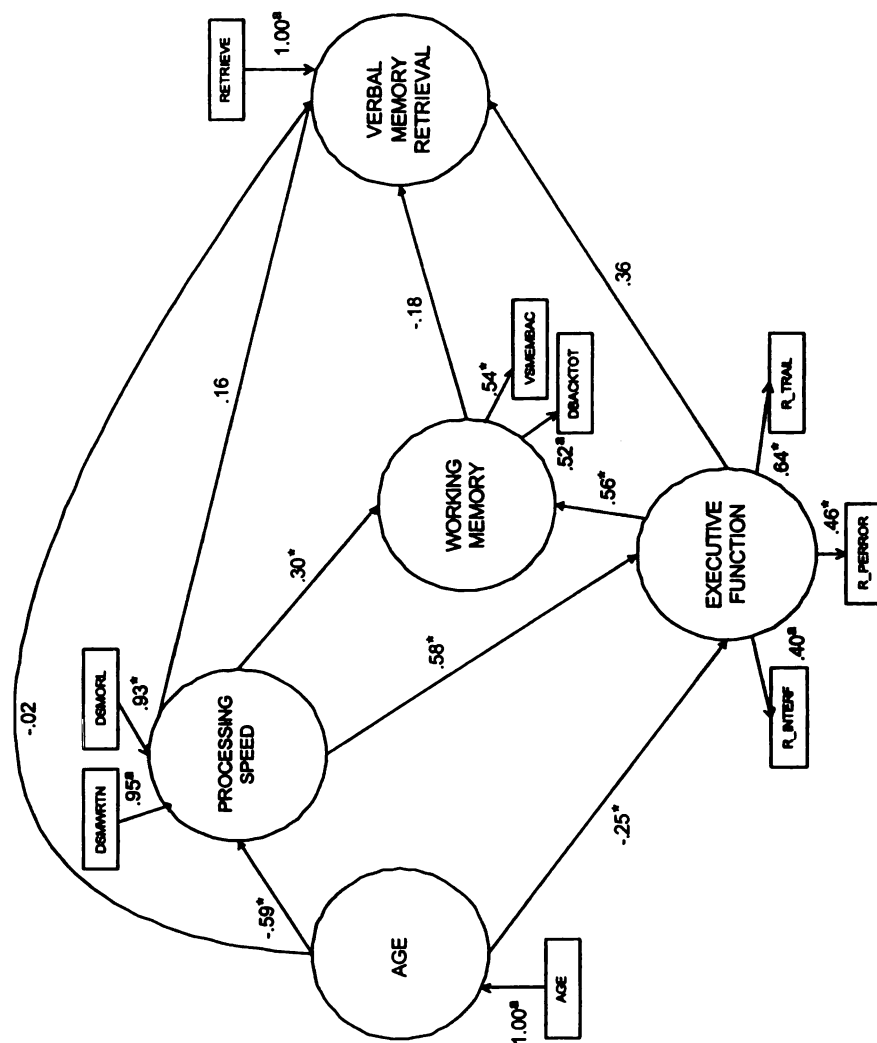 RETRIEVE
1.00ª
VERBAL
MEMORY
RETRIEVAL
-.02
.16
-.18
.36
DSMWRTN
.95ª
DSMORL
.93*
PROCESSING
SPEED
.30*
.58*
WORKING
MEMORY
.54*
VSMEMBAC
.52ª
DBACKTOT
.56*
-.59*
AGE
1.00ª
AGE
-.25*
EXECUTIVE
FUNCTION
.40ª
R_INTERF
.46*
R_PERROR
.64*
R_TRAIL